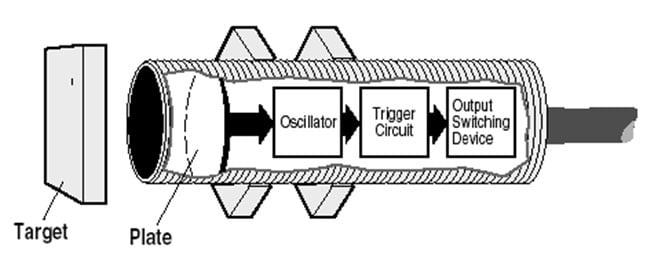 Oscillator
Trigger
Circuit
Output
Switching
Device
Target
Plate